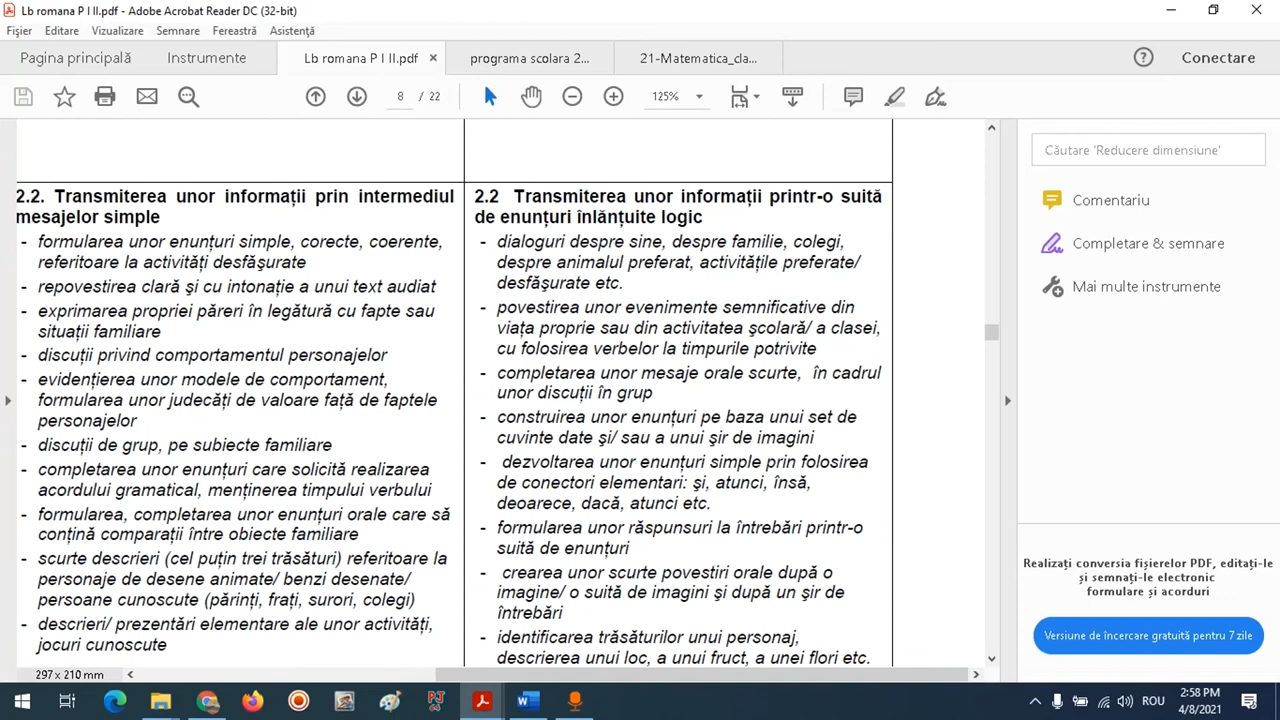 Lb romana P I II.pdf - Adobe Acrobat Reader DC (32-bit)
Fișier Editare Vizualizare Semnare Fereastră Asistență
Pagina principală Instrumente Lb romana P I II.pdf × programa scolara 2... 21-Matematica_cla... Conectare
8 / 22 125%
2.2. Transmiterea unor informații prin intermediul
mesajelor simple
- formularea unor enunțuri simple, corecte, coerente,
referitoare la activități desfăşurate
- repovestirea clară şi cu intonație a unui text audiat
- exprimarea propriei păreri în legătură cu fapte sau
situații familiare
- discuții privind comportamentul personajelor
- evidențierea unor modele de comportament,
formularea unor judecăți de valoare față de faptele
personajelor
- discuții de grup, pe subiecte familiare
- completarea unor enunțuri care solicită realizarea
acordului gramatical, menținerea timpului verbului
- formularea, completarea unor enunțuri orale care să
conțină comparații între obiecte familiare
- scurte descrieri (cel puțin trei trăsături) referitoare la
personaje de desene animate/ benzi desenate/
persoane cunoscute (părinți, frați, surori, colegi)
- descrieri/ prezentări elementare ale unor activități,
jocuri cunoscute
2.2 Transmiterea unor informații printr-o suită
de enunțuri înlănțuite logic
- dialoguri despre sine, despre familie, colegi,
despre animalul preferat, activitățile preferate/
desfăşurate etc.
- povestirea unor evenimente semnificative din
viața proprie sau din activitatea şcolară/ a clasei,
cu folosirea verbelor la timpurile potrivite
- completarea unor mesaje orale scurte, în cadrul
unor discuții în grup
- construirea unor enunțuri pe baza unui set de
cuvinte date şi/ sau a unui şir de imagini
- dezvoltarea unor enunțuri simple prin folosirea
de conectori elementari: şi, atunci, însă,
deoarece, dacă, atunci etc.
- formularea unor răspunsuri la întrebări printr-o
suită de enunțuri
- crearea unor scurte povestiri orale după o
imagine/ o suită de imagini şi după un şir de
întrebări
- identificarea trăsăturilor unui personaj,
descrierea unui loc, a unui fruct, a unei flori etc.
297 x 210 mm
Căutare 'Reducere dimensiune'
Comentariu
Completare & semnare
Mai multe instrumente
Realizați conversia fișierelor PDF, editați-le
și semnați-le electronic
formulare și acorduri
Versiune de încercare gratuită pentru 7 zile
ROU
2:58 PM
4/8/2021